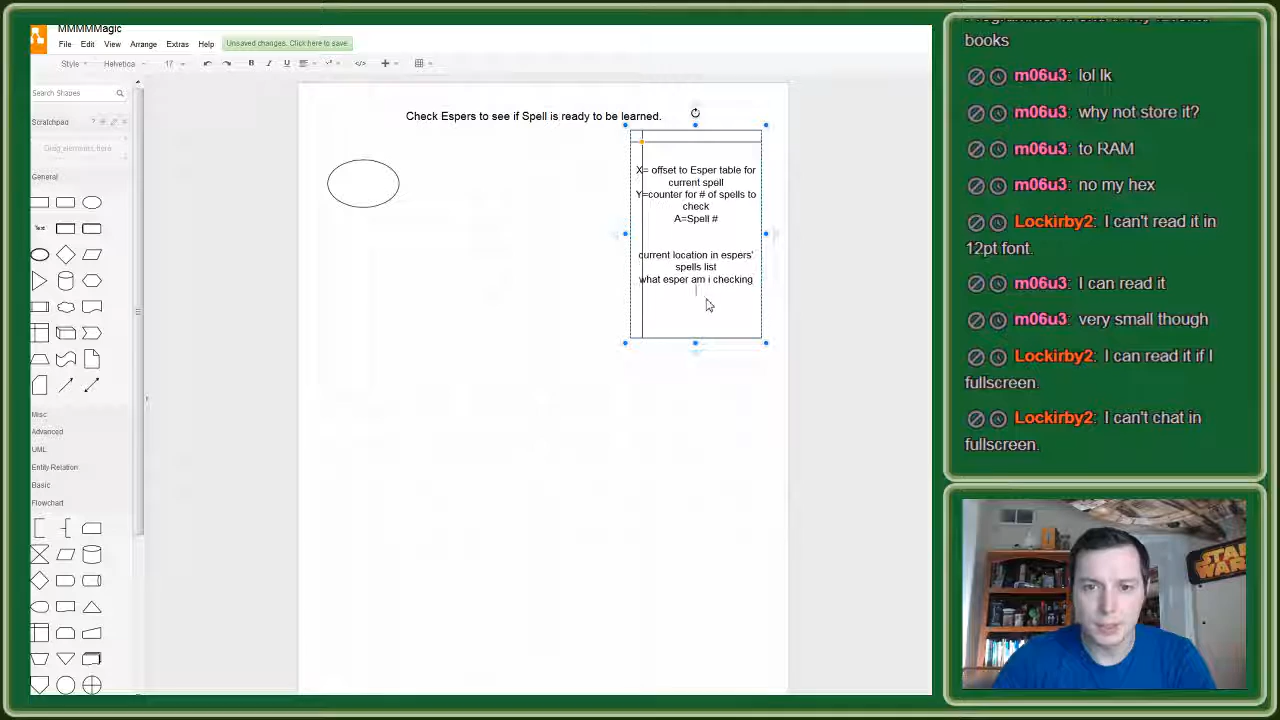 MMMMMagic
File Edit View Arrange Extras Help Unsaved changes. Click here to save
Style Helvetica 17 B I U
Search Shapes
Scratchpad ?
Drag elements here
General
Text
Misc
Advanced
UML
Entity Relation
Basic
Flowchart
Check Espers to see if Spell is ready to be learned.
X= offset to Esper table for
current spell
Y=counter for # of spells to
check
A=Spell #
current location in espers'
spells list
what esper am i checking
books
m06u3: lol Ik
m06u3: why not store it?
m06u3: to RAM
m06u3: no my hex
Lockirby2: I can't read it in
12pt font.
m06u3: I can read it
m06u3: very small though
Lockirby2: I can read it if I
fullscreen.
Lockirby2: I can't chat in
fullscreen.
STAR
WARS